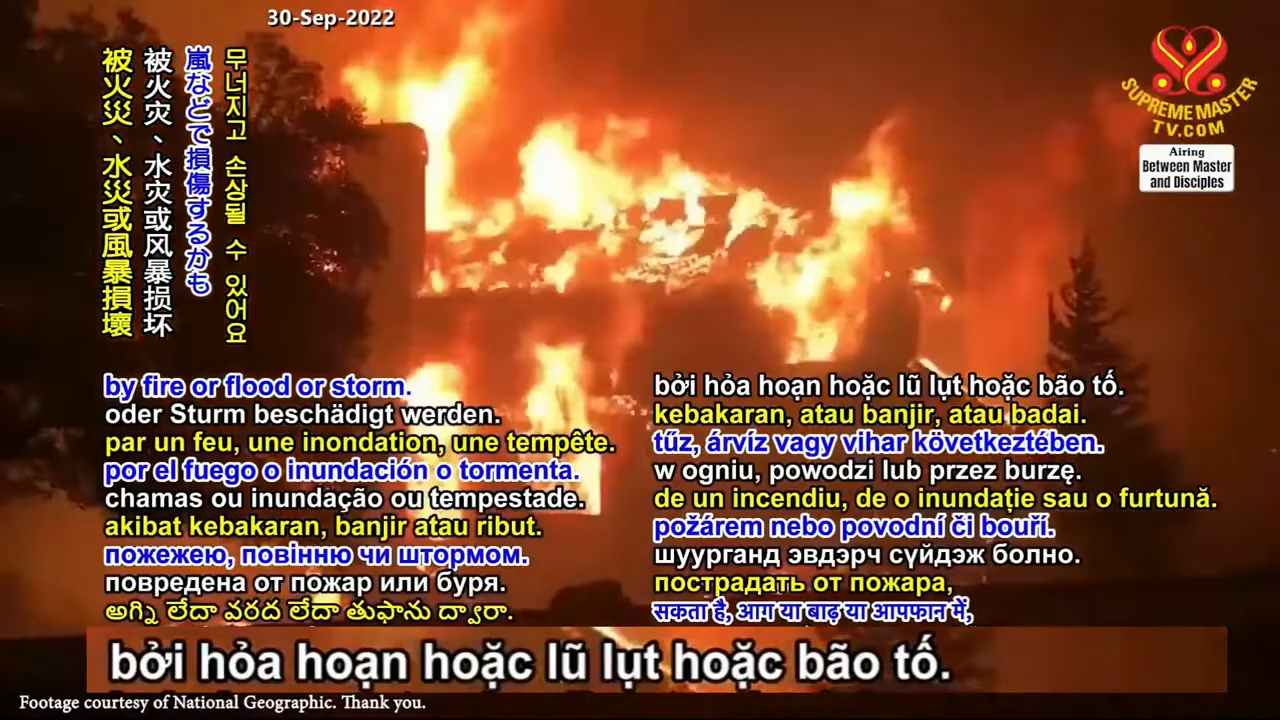 30-Sep-2022
SUPREME MASTER
TV.COM
Airing
Between Master
and Disciples
무너지고 손상될 수 있어요
嵐などで損傷するかも
被火灾、水灾或风暴损坏
被火災、水災或風暴損壞
by fire or flood or storm.
oder Sturm beschädigt werden.
par un feu, une inondation, une tempête.
por el fuego o inundación o tormenta.
chamas ou inundação ou tempestade.
akibat kebakaran, banjir atau ribut.
пожежею, повінню чи штормом.
повредена от пожар или буря.
అగ్ని లేదా వరద లేదా తుఫాను ద్వారా.
bởi hỏa hoạn hoặc lũ lụt hoặc bão tố.
kebakaran, atau banjir, atau badai.
tűz, árvíz vagy vihar következtében.
w ogniu, powodzi lub przez burzę.
de un incendiu, de o inundație sau o furtună.
požárem nebo povodní či bouří.
шуурганд эвдэрч сүйдэж болно.
пострадать от пожара,
सकता है, आग या बाढ़ या आपफान में,
bởi hỏa hoạn hoặc lũ lụt hoặc bão tố.
Footage courtesy of National Geographic. Thank you.